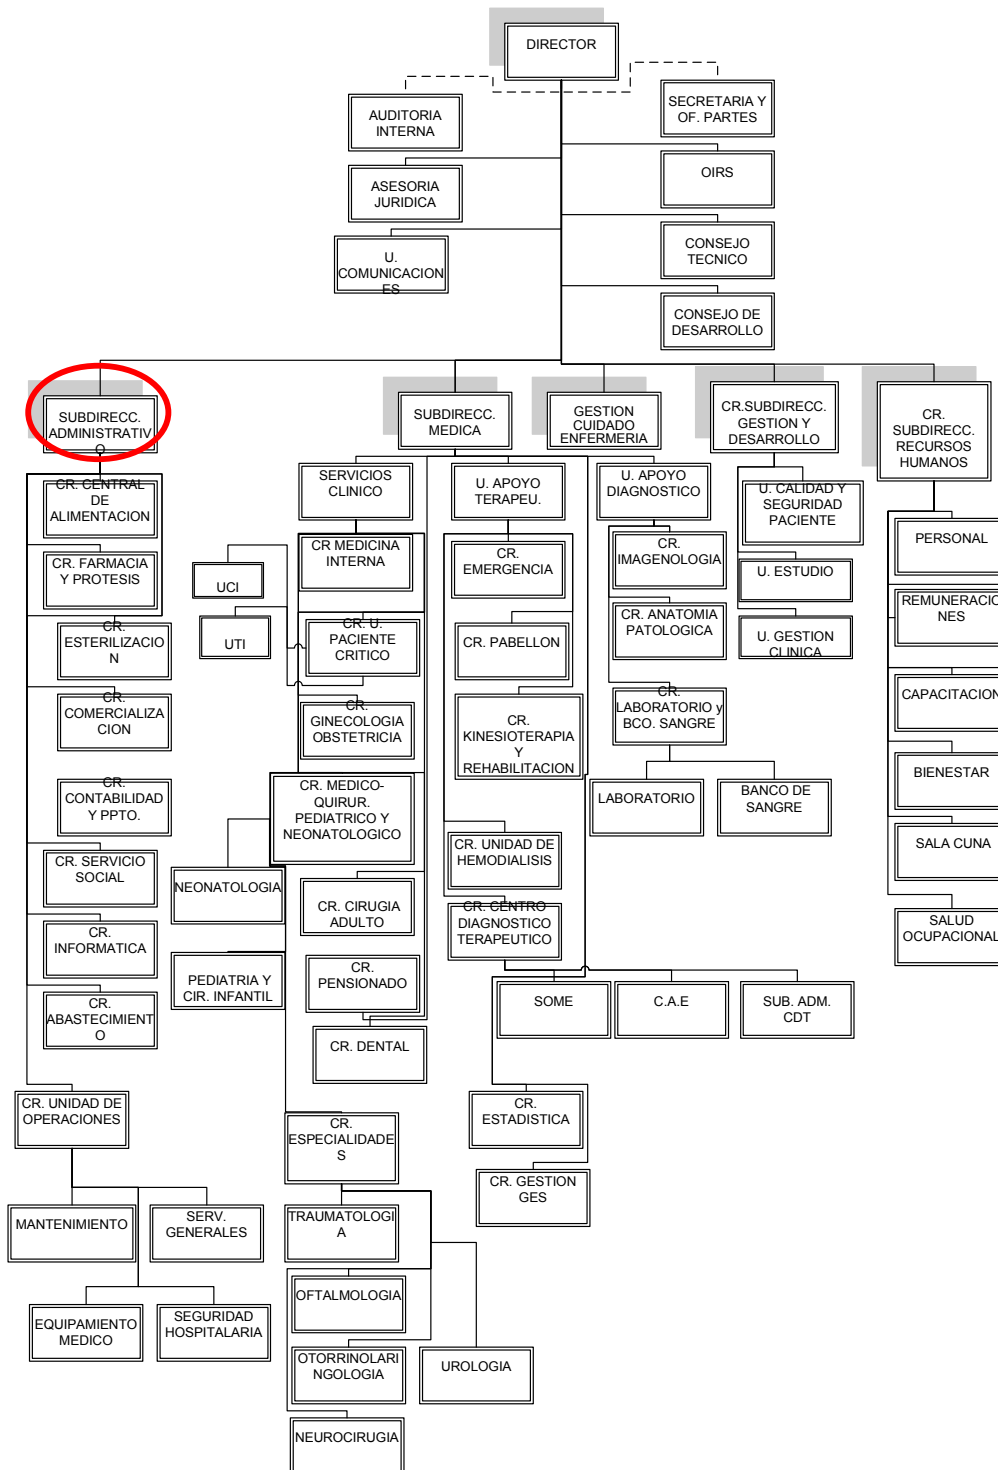 DIRECTOR
AUDITORIA
INTERNA
SECRETARIA Y
OF. PARTES
ASESORIA
JURIDICA
OIRS
U.
COMUNICACION
ES
CONSEJO
TECNICO
CONSEJO DE
DESARROLLO
SUBDIRECC.
ADMINISTRATIV
O
SUBDIRECC.
MEDICA
GESTION
CUIDADO
ENFERMERIA
CR.SUBDIRECC.
GESTION Y
DESARROLLO
CR.
SUBDIRECC.
RECURSOS
HUMANOS
CR. CENTRAL
DE
ALIMENTACION
SERVICIOS
CLINICO
U. APOYO
TERAPEU.
U. APOYO
DIAGNOSTICO
U. CALIDAD Y
SEGURIDAD
PACIENTE
PERSONAL
CR. FARMACIA
Y PROTESIS
UCI
CR MEDICINA
INTERNA
CR.
EMERGENCIA
CR.
IMAGENOLOGIA
U. ESTUDIO
REMUNERACIO
NES
CR.
ESTERILIZACIO
N
UTI
CR. U.
PACIENTE
CRITICO
CR. PABELLON
CR. ANATOMIA
PATOLOGICA
U. GESTION
CLINICA
CAPACITACION
CR.
COMERCIALIZA
CION
CR.
GINECOLOGIA
OBSTETRICIA
CR.
KINESIOTERAPIA
Y
REHABILITACION
CR.
LABORATORIO y
BCO. SANGRE
BIENESTAR
CR.
CONTABILIDAD
Y PPTO.
CR. MEDICO-
QUIRUR.
PEDIATRICO Y
NEONATOLOGICO
LABORATORIO
BANCO DE
SANGRE
SALA CUNA
CR. SERVICIO
SOCIAL
NEONATOLOGIA
CR. CIRUGIA
ADULTO
CR. UNIDAD DE
HEMODIALISIS
CR. CENTRO
DIAGNOSTICO
TERAPEUTICO
SALUD
OCUPACIONAL
CR.
INFORMATICA
PEDIATRIA Y
CIR. INFANTIL
CR.
PENSIONADO
SOME
C.A.E
SUB. ADM.
CDT
CR.
ABASTECIMIENT
O
CR. DENTAL
CR. UNIDAD DE
OPERACIONES
CR.
ESPECIALIDADE
S
CR.
ESTADISTICA
CR. GESTION
GES
MANTENIMIENTO
SERV.
GENERALES
TRAUMATOLOGI
A
EQUIPAMIENTO
MEDICO
SEGURIDAD
HOSPITALARIA
OFTALMOLOGIA
OTORRINOLARI
NGOLOGIA
UROLOGIA
NEUROCIRUGIA